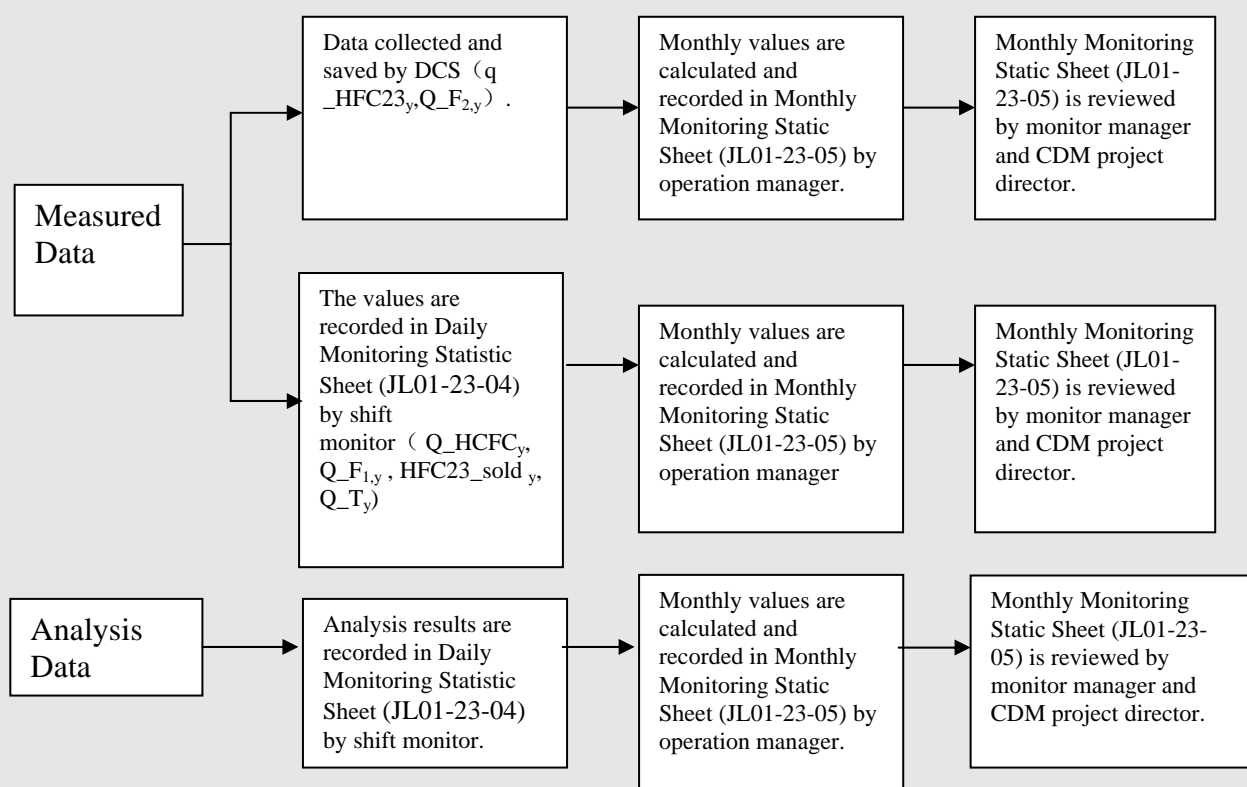 Measured
Data
Data collected and
saved by DCS（q
_HFC23y,Q_F2,y）.
Monthly values are
calculated and
recorded in Monthly
Monitoring Static
Sheet (JL01-23-05) by
operation manager.
Monthly Monitoring
Static Sheet (JL01-
23-05) is reviewed
by monitor manager
and CDM project
director.
The values are
recorded in Daily
Monitoring Statistic
Sheet (JL01-23-04)
by shift
monitor（ Q_HCFCy,
Q_F1,y , HFC23_sold y,
Q_Ty)
Monthly values are
calculated and
recorded in Monthly
Monitoring Static
Sheet (JL01-23-05) by
operation manager
Monthly Monitoring
Static Sheet (JL01-
23-05) is reviewed
by monitor manager
and CDM project
director.
Analysis
Data
Analysis results are
recorded in Daily
Monitoring Statistic
Sheet (JL01-23-04)
by shift monitor.
Monthly values are
calculated and
recorded in Monthly
Monitoring Static
Sheet (JL01-23-05) by
operation manager.
Monthly Monitoring
Static Sheet (JL01-23-
05) is reviewed by
monitor manager and
CDM project director.